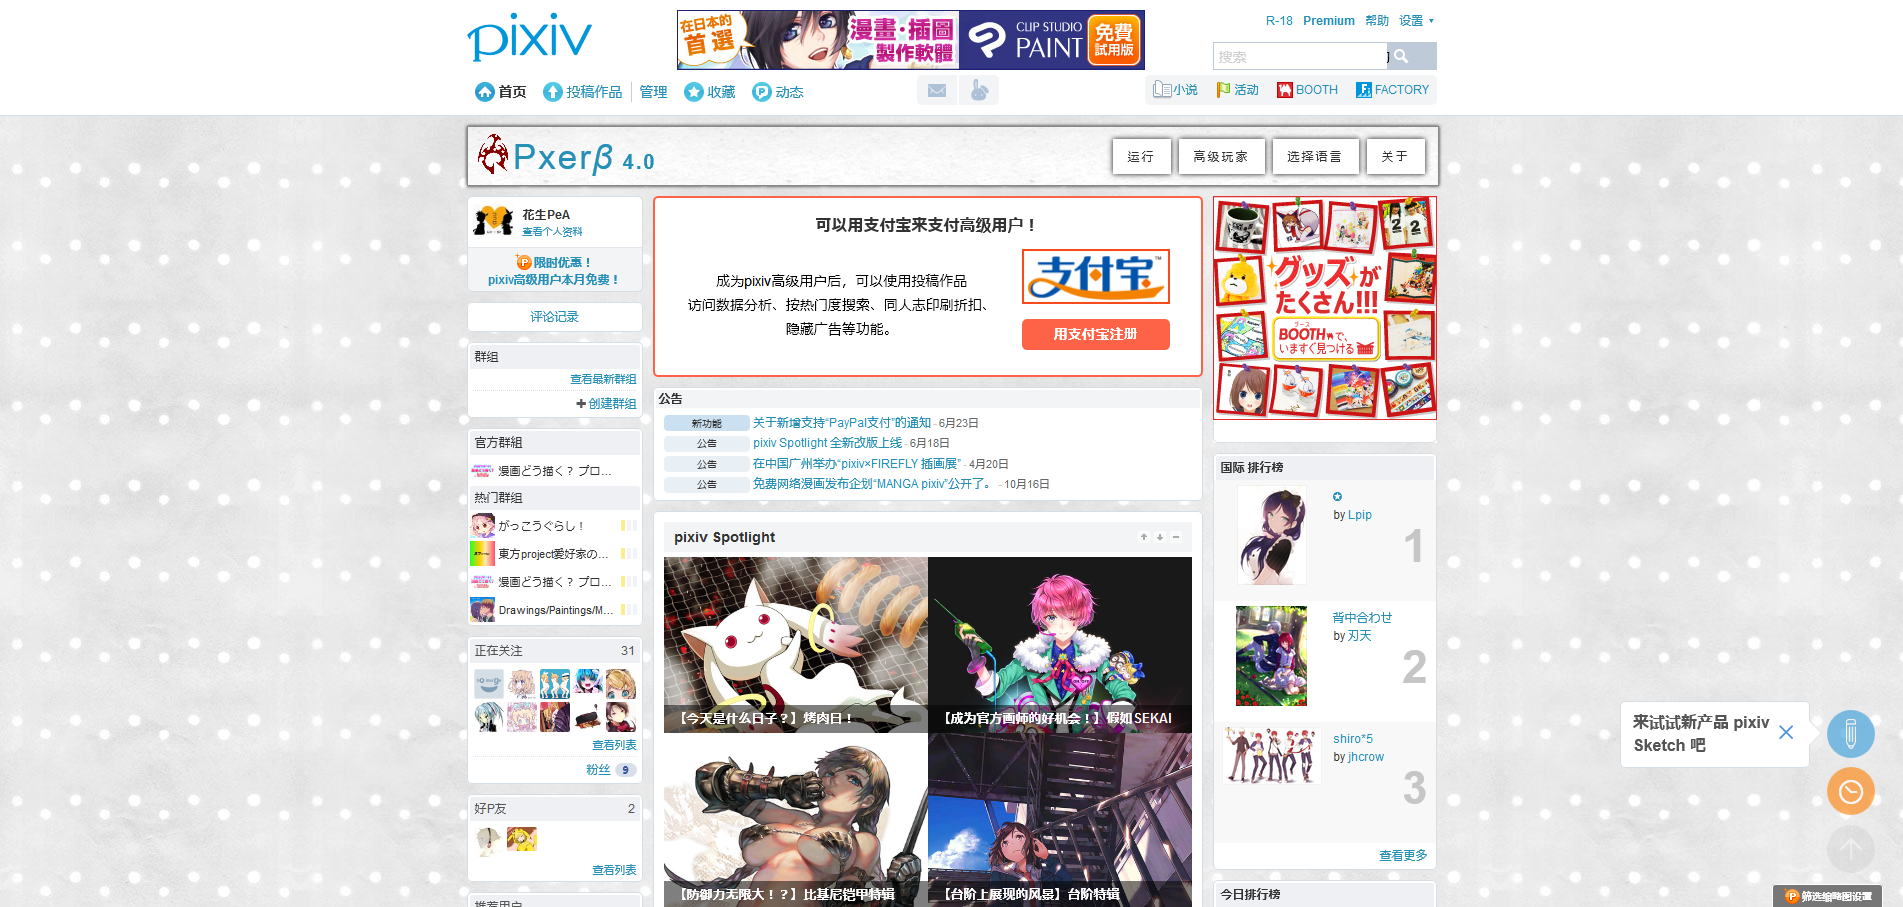 pixiv
在日本的
首選
漫畫・插圖
製作軟體
CLIP STUDIO
PAINT
免費
試用版
R-18 Premium 帮助 设置
搜索
首页 投稿作品 管理 收藏 动态
小说 活动 BOOTH FACTORY
Pxerβ 4.0
运行 高级玩家 选择语言 关于
花生PeA
查看个人资料
限时优惠！
pixiv高级用户本月免费！
评论记录
群组
查看最新群组
创建群组
官方群組
漫画どう描く？ プロ...
热门群组
がっこうぐらし！
東方project愛好家の...
漫画どう描く？ プロ...
Drawings/Paintings/M...
正在关注 31
查看列表
粉丝 9
好P友 2
查看列表
推荐用户
可以用支付宝来支付高级用户！
成为pixiv高级用户后，可以使用投稿作品
访问数据分析、按热门度搜索、同人志印刷折扣、
隐藏广告等功能。
支付宝
用支付宝注册
公告
新功能 关于新增支持“PayPal支付”的通知 - 6月23日
公告 pixiv Spotlight 全新改版上线 - 6月18日
公告 在中国广州举办“pixiv×FIREFLY 插画展” - 4月20日
公告 免费网络漫画发布企划“MANGA pixiv”公开了。 - 10月16日
pixiv Spotlight
【今天是什么日子？】烤肉日！
【成为官方画师的好机会！】假如SEKAI
【防御力无限大！？】比基尼铠甲特辑
【台阶上展现的风景】台阶特辑
グッズが
たくさん!!!
ブース
BOOTHで、
いますぐ見つける
国际 排行榜
✪
by Lpip
1
背中合わせ
by 刃天
2
shiro*5
by jhcrow
3
查看更多
今日排行榜
来试试新产品 pixiv
Sketch 吧
筛选缩略图设置